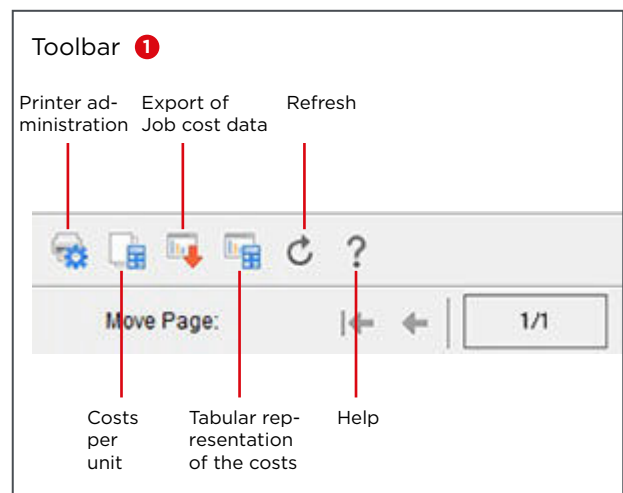 Toolbar 1
Printer ad-
ministration
Export of
Job cost data
Refresh
?
Move Page:
1/1
Costs
per
unit
Tabular rep-
resentation
of the costs
Help